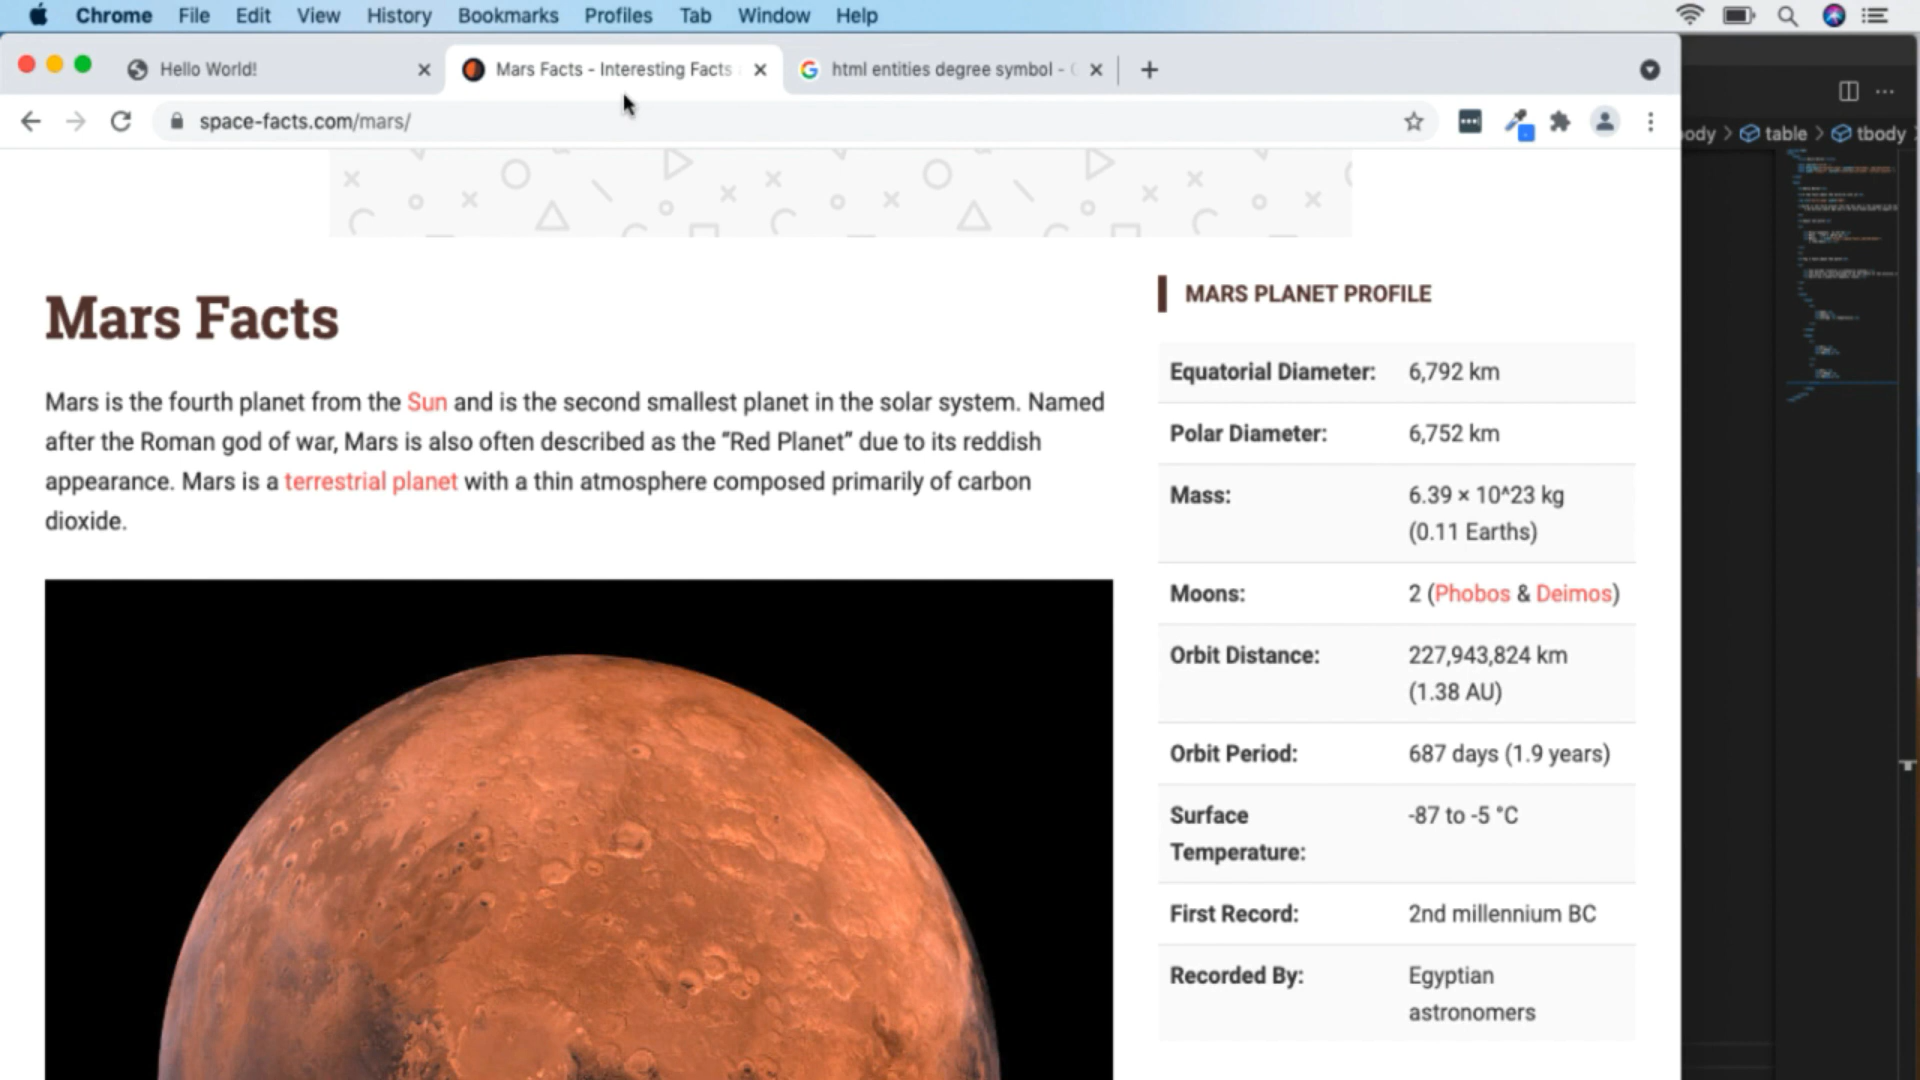 Chrome File Edit View History Bookmarks Profiles Tab Window Help
Hello World!
Mars Facts - Interesting Facts
html entities degree symbol -
space-facts.com/mars/
table
tbody
Mars Facts
Mars is the fourth planet from the Sun and is the second smallest planet in the solar system. Named
after the Roman god of war, Mars is also often described as the “Red Planet” due to its reddish
appearance. Mars is a terrestrial planet with a thin atmosphere composed primarily of carbon
dioxide.
MARS PLANET PROFILE
Equatorial Diameter: 6,792 km
Polar Diameter: 6,752 km
Mass: 6.39 × 10^23 kg
(0.11 Earths)
Moons: 2 (Phobos & Deimos)
Orbit Distance: 227,943,824 km
(1.38 AU)
Orbit Period: 687 days (1.9 years)
Surface -87 to -5 °C
Temperature:
First Record: 2nd millennium BC
Recorded By: Egyptian
astronomers